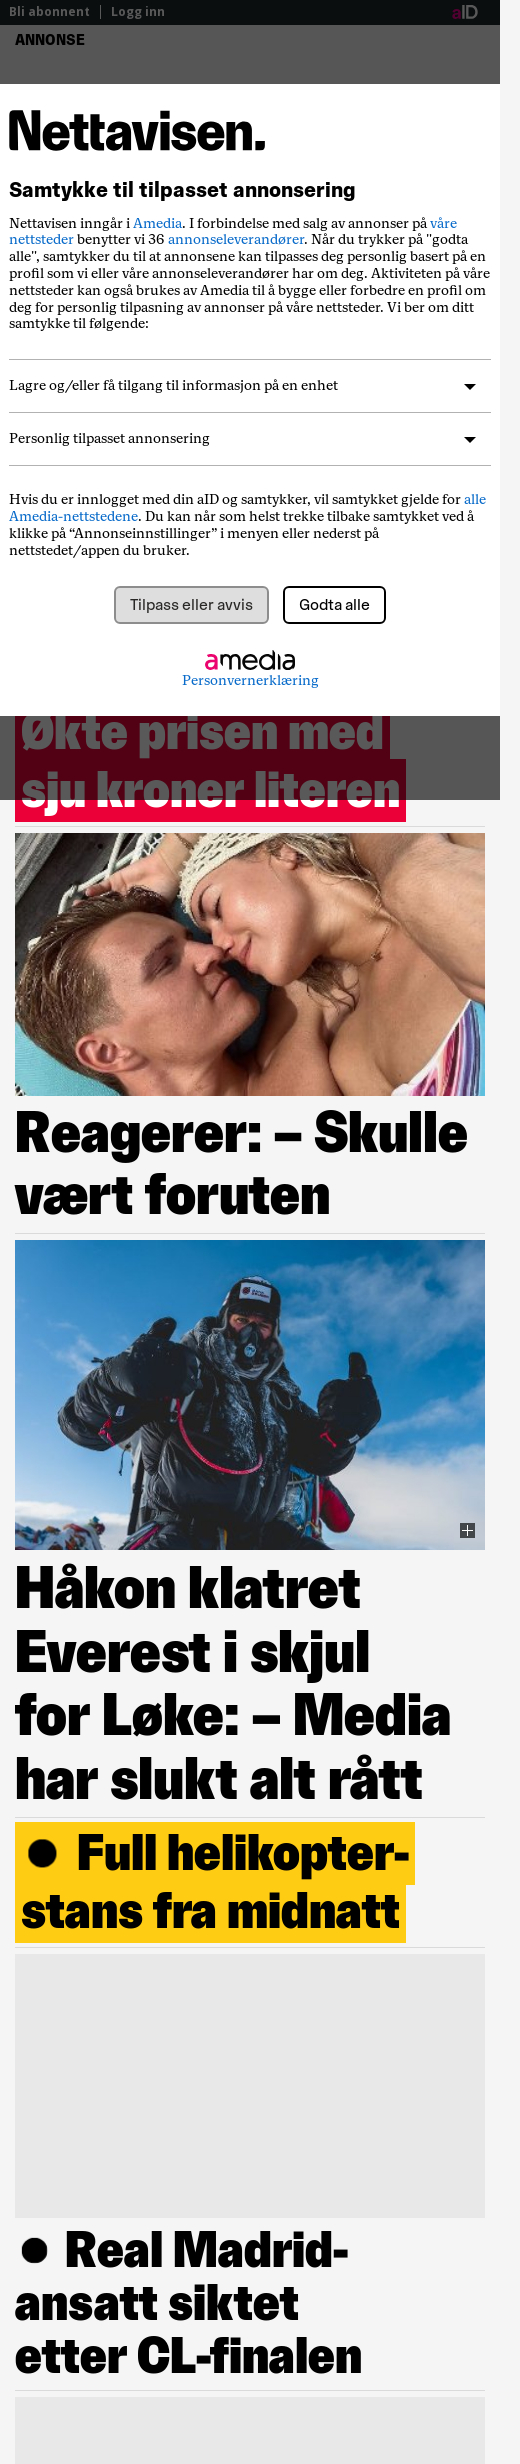 Bli abonnent | Logg inn aID
ANNONSE
Nettavisen.
Samtykke til tilpasset annonsering
Nettavisen inngår i Amedia. I forbindelse med salg av annonser på våre
nettsteder benytter vi 36 annonseleverandører. Når du trykker på "godta
alle", samtykker du til at annonsene kan tilpasses deg personlig basert på en
profil som vi eller våre annonseleverandører har om deg. Aktiviteten på våre
nettsteder kan også brukes av Amedia til å bygge eller forbedre en profil om
deg for personlig tilpasning av annonser på våre nettsteder. Vi ber om ditt
samtykke til følgende:
Lagre og/eller få tilgang til informasjon på en enhet
Personlig tilpasset annonsering
Hvis du er innlogget med din aID og samtykker, vil samtykket gjelde for alle
Amedia-nettstedene. Du kan når som helst trekke tilbake samtykket ved å
klikke på “Annonseinnstillinger” i menyen eller nederst på
nettstedet/appen du bruker.
Tilpass eller avvis Godta alle
amedia
Personvernerklæring
Økte prisen med
sju kroner literen
Reagerer: – Skulle
vært foruten
Håkon klatret
Everest i skjul
for Løke: – Media
har slukt alt rått
● Full helikopter-
stans fra midnatt
● Real Madrid-
ansatt siktet
etter CL-finalen